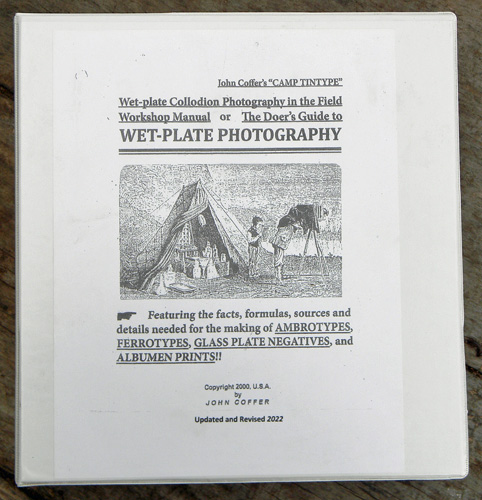 John Coffer's "CAMP TINTYPE"
Wet-plate Collodion Photography in the Field
Workshop Manual or The Doer's Guide to
WET-PLATE PHOTOGRAPHY
Featuring the facts, formulas, sources and
details needed for the making of AMBROTYPES,
FERROTYPES, GLASS PLATE NEGATIVES, and
ALBUMEN PRINTS!!
Copyright 2000. U.S.A.
by
JOHN COFFER
Updated and Revised 2022